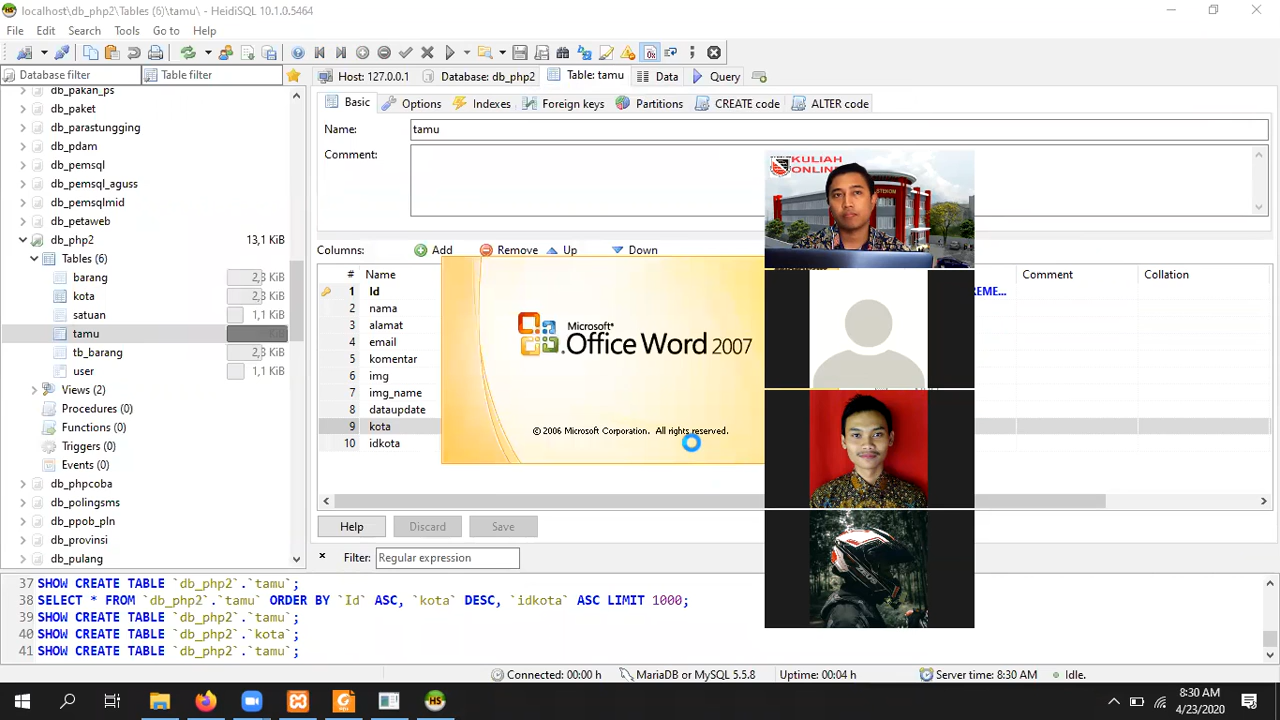 localhost\db_php2\Tables (6)\tamu\ - HeidiSQL 10.1.0.5464
File Edit Search Tools Go to Help
Database filter
Table filter
Host: 127.0.0.1
Database: db_php2
Table: tamu
Data
Query
db_pakan_ps
db_paket
db_parastungging
db_pdam
db_pemsql
db_pemsql_aguss
db_pemsqlmid
db_petaweb
db_php2 13,1 KiB
Tables (6)
barang 2,3 KiB
kota 2,3 KiB
satuan 1,1 KiB
tamu
tb_barang 2,3 KiB
user 1,1 KiB
Views (2)
Procedures (0)
Functions (0)
Triggers (0)
Events (0)
db_phpcoba
db_polingsms
db_ppob_pln
db_provinsi
db_pulang
Basic Options Indexes Foreign keys Partitions CREATE code ALTER code
Name: tamu
Comment:
Columns: Add Remove Up Down
# Name Comment Collation
1 Id REME...
2 nama
3 alamat
4 email
5 komentar
6 img
7 img_name
8 dataupdate
9 kota
10 idkota
Microsoft®
Office Word 2007
© 2006 Microsoft Corporation. All rights reserved.
KULIAH
ONLINE
STEKOM
Help Discard Save
× Filter: Regular expression
37 SHOW CREATE TABLE `db_php2`.`tamu`;
38 SELECT * FROM `db_php2`.`tamu` ORDER BY `Id` ASC, `kota` DESC, `idkota` ASC LIMIT 1000;
39 SHOW CREATE TABLE `db_php2`.`tamu`;
40 SHOW CREATE TABLE `db_php2`.`kota`;
41 SHOW CREATE TABLE `db_php2`.`tamu`;
Connected: 00:00 h
MariaDB or MySQL 5.5.8
Uptime: 00:04 h
Server time: 8:30 AM
Idle.
HS
8:30 AM
4/23/2020